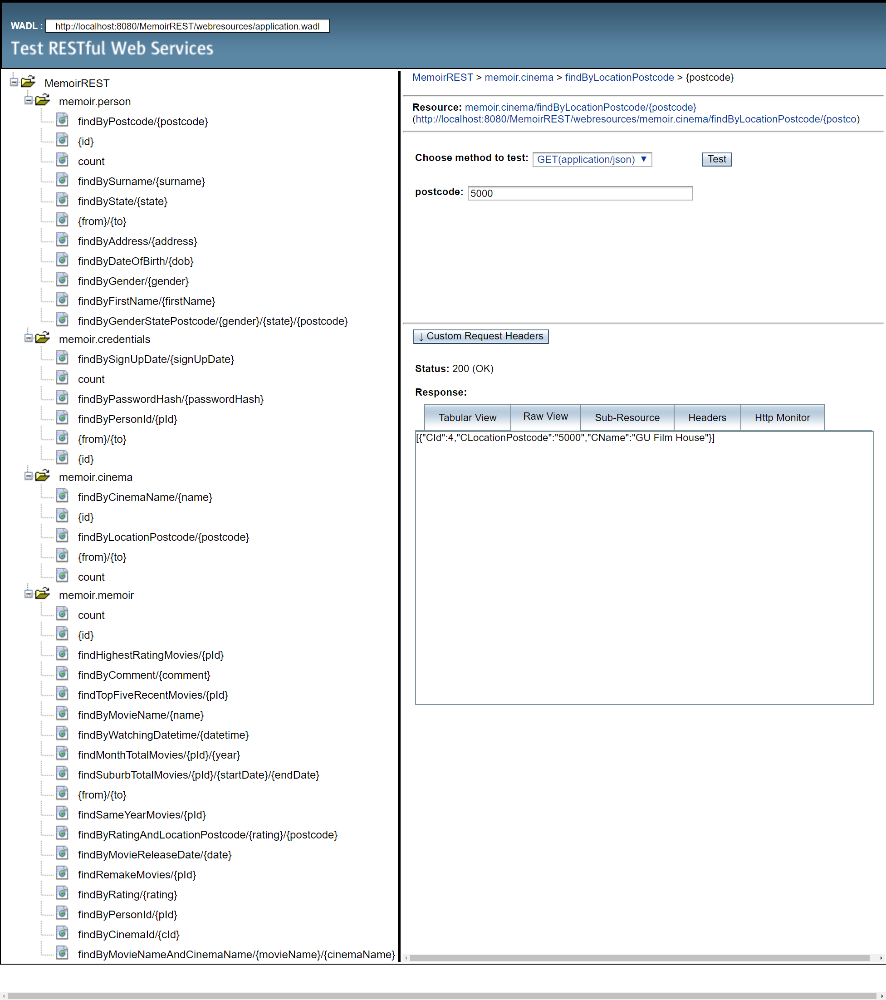 WADL : http://localhost:8080/MemoirREST/webresources/application.wadl
Test RESTful Web Services
MemoirREST
memoir.person
findByPostcode/{postcode}
{id}
count
findBySurname/{surname}
findByState/{state}
{from}/{to}
findByAddress/{address}
findByDateOfBirth/{dob}
findByGender/{gender}
findByFirstName/{firstName}
findByGenderStatePostcode/{gender}/{state}/{postcode}
memoir.credentials
findBySignUpDate/{signUpDate}
count
findByPasswordHash/{passwordHash}
findByPersonId/{pId}
{from}/{to}
{id}
memoir.cinema
findByCinemaName/{name}
{id}
findByLocationPostcode/{postcode}
{from}/{to}
count
memoir.memoir
count
{id}
findHighestRatingMovies/{pId}
findByComment/{comment}
findTopFiveRecentMovies/{pId}
findByMovieName/{name}
findByWatchingDatetime/{datetime}
findMonthTotalMovies/{pId}/{year}
findSuburbTotalMovies/{pId}/{startDate}/{endDate}
{from}/{to}
findSameYearMovies/{pId}
findByRatingAndLocationPostcode/{rating}/{postcode}
findByMovieReleaseDate/{date}
findRemakeMovies/{pId}
findByRating/{rating}
findByPersonId/{pId}
findByCinemaId/{cId}
findByMovieNameAndCinemaName/{movieName}/{cinemaName}
MemoirREST > memoir.cinema > findByLocationPostcode > {postcode}
Resource: memoir.cinema/findByLocationPostcode/{postcode}
(http://localhost:8080/MemoirREST/webresources/memoir.cinema/findByLocationPostcode/{postco)
Choose method to test: GET(application/json) ▼ Test
postcode: 5000
↓ Custom Request Headers
Status: 200 (OK)
Response:
Tabular View Raw View Sub-Resource Headers Http Monitor
[{"CId":4,"CLocationPostcode":"5000","CName":"GU Film House"}]